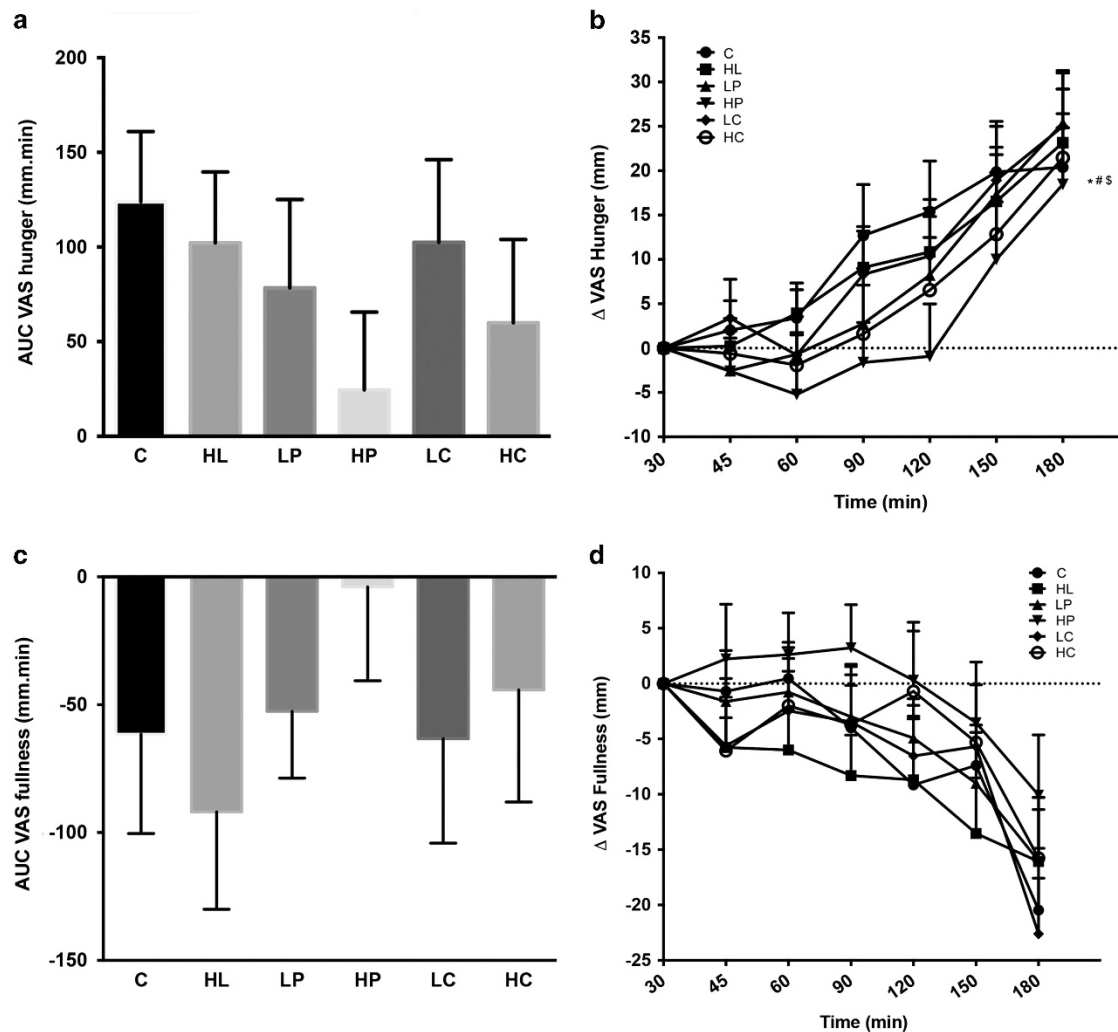 a
200
150
100
50
0
AUC VAS hunger (mm.min)
C HL LP HP LC HC
b
35
30
25
20
15
10
5
0
-5
-10
Δ VAS Hunger (mm)
C
HL
LP
HP
LC
HC
*#$
30 45 60 90 120 150 180
Time (min)
c
0
-50
-100
-150
AUC VAS fullness (mm.min)
C HL LP HP LC HC
d
10
5
0
-5
-10
-15
-20
-25
Δ VAS Fullness (mm)
C
HL
LP
HP
LC
HC
30 45 60 90 120 150 180
Time (min)